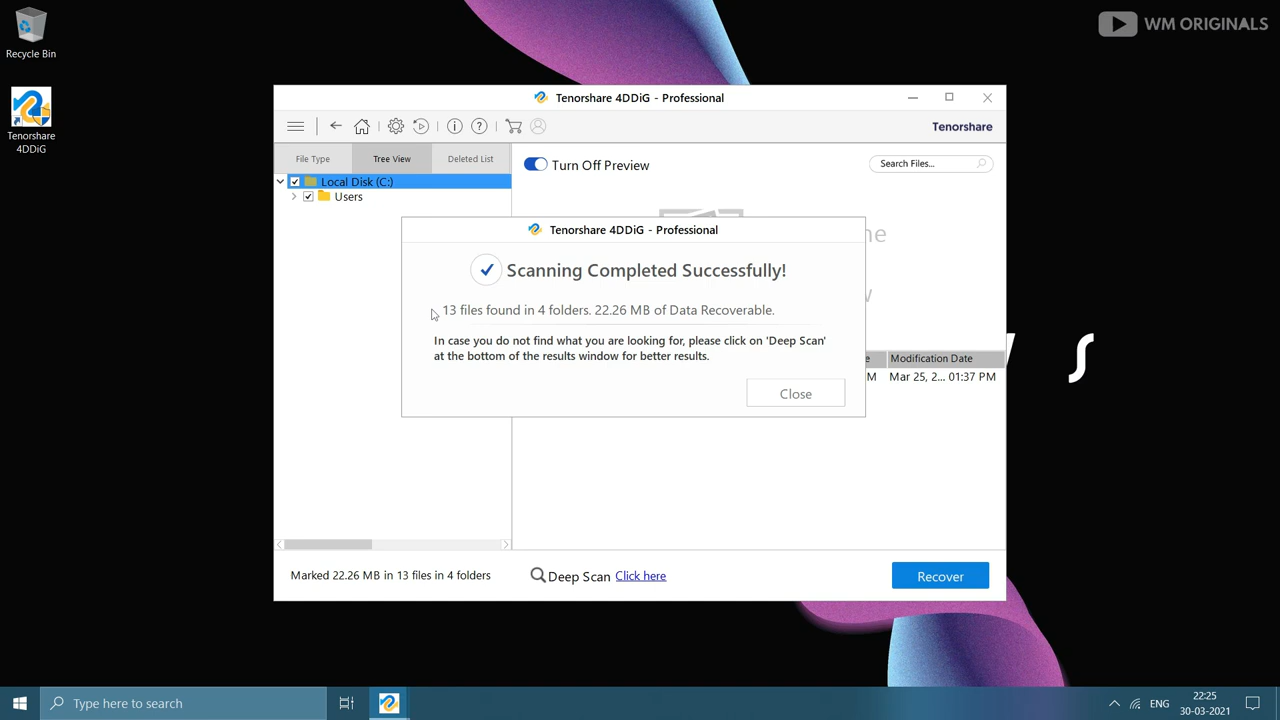 Recycle Bin
Tenorshare
4DDiG
WM ORIGINALS
Tenorshare 4DDiG - Professional
Tenorshare
File Type
Tree View
Deleted List
Turn Off Preview
Search Files...
Local Disk (C:)
Users
Tenorshare 4DDiG - Professional
Scanning Completed Successfully!
13 files found in 4 folders. 22.26 MB of Data Recoverable.
In case you do not find what you are looking for, please click on 'Deep Scan'
at the bottom of the results window for better results.
Close
Modification Date
M Mar 25, 2... 01:37 PM
Marked 22.26 MB in 13 files in 4 folders
Deep Scan Click here
Recover
Type here to search
ENG
22:25
30-03-2021